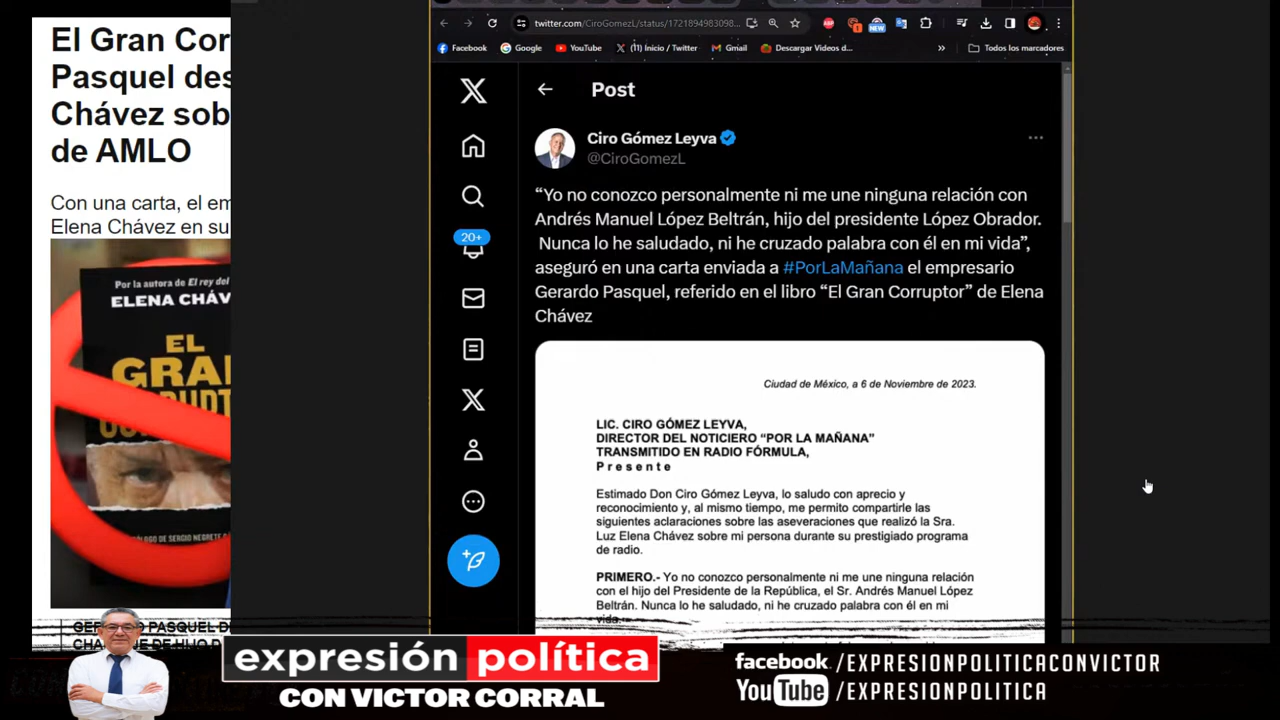 El Gran Cor
Pasquel des
Chávez sob
de AMLO
Con una carta, el em
Elena Chávez en su
Por la autora de El rey del
ELENA CHÁV
EL
GRA
twitter.com/CiroGomezL/status/1721894983098...
Facebook
Google
YouTube
(11) Inicio / Twitter
Gmail
Descargar Videos d...
»
Todos los marcadores
NEW
Post
Ciro Gómez Leyva
@CiroGomezL
“Yo no conozco personalmente ni me une ninguna relación con
Andrés Manuel López Beltrán, hijo del presidente López Obrador.
Nunca lo he saludado, ni he cruzado palabra con él en mi vida”,
aseguró en una carta enviada a #PorLaMañana el empresario
Gerardo Pasquel, referido en el libro “El Gran Corruptor” de Elena
Chávez
20+
Ciudad de México, a 6 de Noviembre de 2023.
LIC. CIRO GÓMEZ LEYVA,
DIRECTOR DEL NOTICIERO “POR LA MAÑANA”
TRANSMITIDO EN RADIO FÓRMULA,
P r e s e n t e
Estimado Don Ciro Gómez Leyva, lo saludo con aprecio y
reconocimiento y, al mismo tiempo, me permito compartirle las
siguientes aclaraciones sobre las aseveraciones que realizó la Sra.
Luz Elena Chávez sobre mi persona durante su prestigiado programa
de radio.
PRIMERO.- Yo no conozco personalmente ni me une ninguna relación
con el hijo del Presidente de la República, el Sr. Andrés Manuel López
Beltrán. Nunca lo he saludado, ni he cruzado palabra con él en mi
vida.
expresión política
CON VICTOR CORRAL
facebook /EXPRESIONPOLITICACONVICTOR
YouTube /EXPRESIONPOLITICA